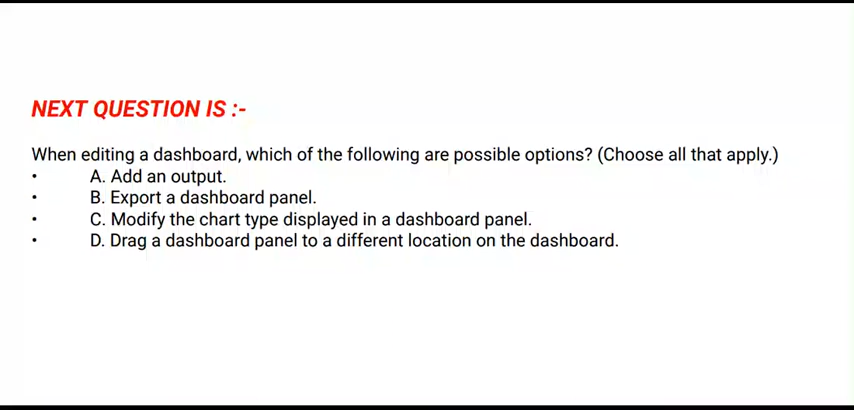 NEXT QUESTION IS :-
When editing a dashboard, which of the following are possible options? (Choose all that apply.)
• A. Add an output.
• B. Export a dashboard panel.
• C. Modify the chart type displayed in a dashboard panel.
• D. Drag a dashboard panel to a different location on the dashboard.